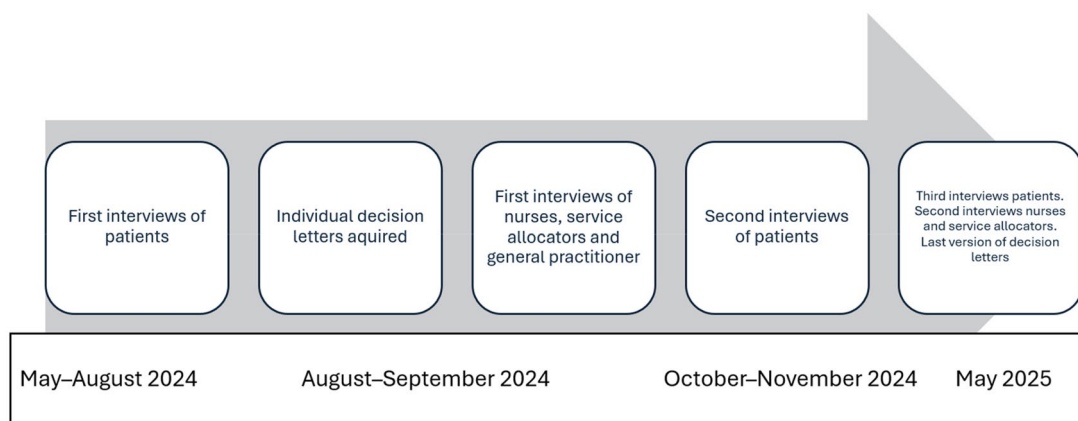 First interviews of
patients
Individual decision
letters aquired
First interviews of
nurses, service
allocators and
general practitioner
Second interviews
of patients
Third interviews patients.
Second interviews nurses
and service allocators.
Last version of decision
letters
May–August 2024
August–September 2024
October–November 2024
May 2025